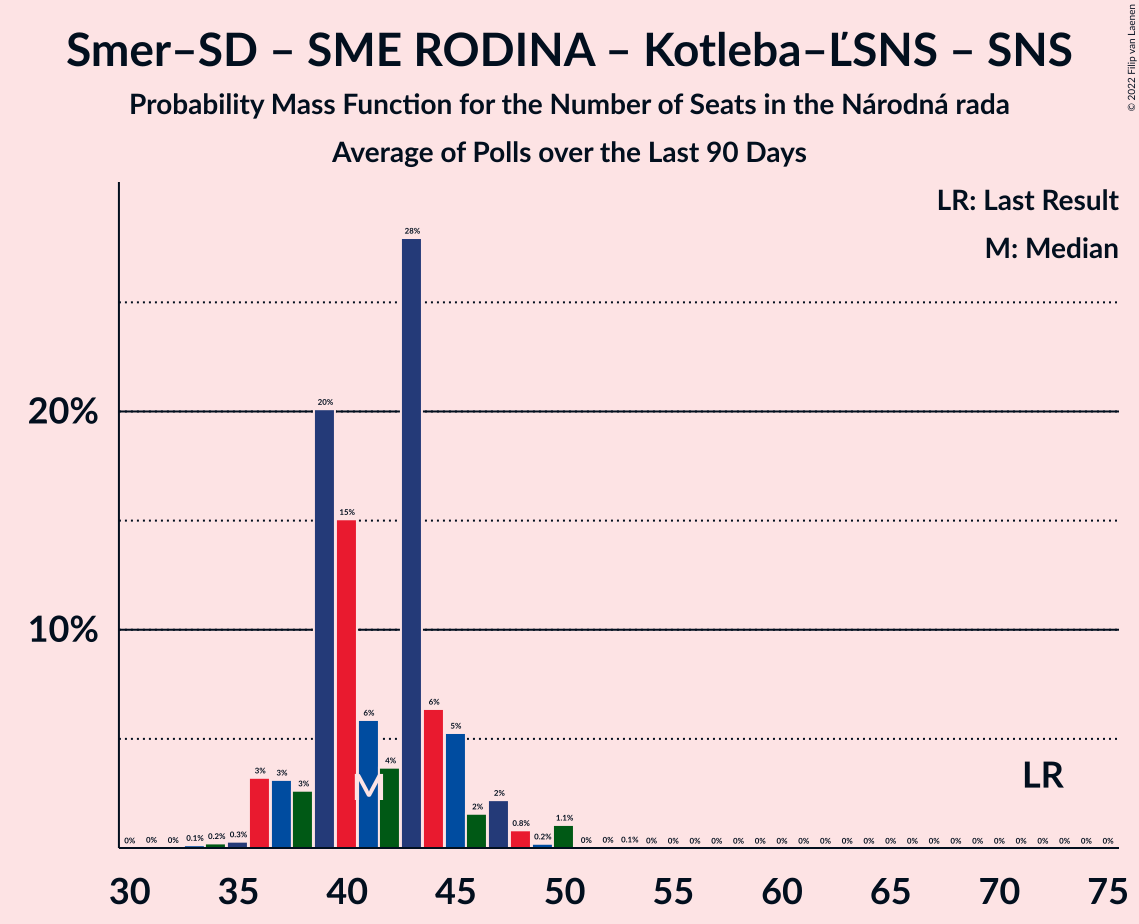 Smer–SD – SME RODINA – Kotleba–ĽSNS – SNS
Probability Mass Function for the Number of Seats in the Národná rada
Average of Polls over the Last 90 Days
© 2022 Filip van Laenen
LR: Last Result
M: Median
28%
20%
20%
15%
10%
6%
6%
5%
4%
3%
3%
3%
2%
2%
1.1%
0.8%
0% 0% 0% 0.1% 0.2% 0.3% 0.2% 0% 0% 0.1% 0% 0% 0% 0% 0% 0% 0% 0% 0% 0% 0% 0% 0% 0% 0% 0% 0% 0% 0% 0% 0% 0%
M
LR
30 35 40 45 50 55 60 65 70 75